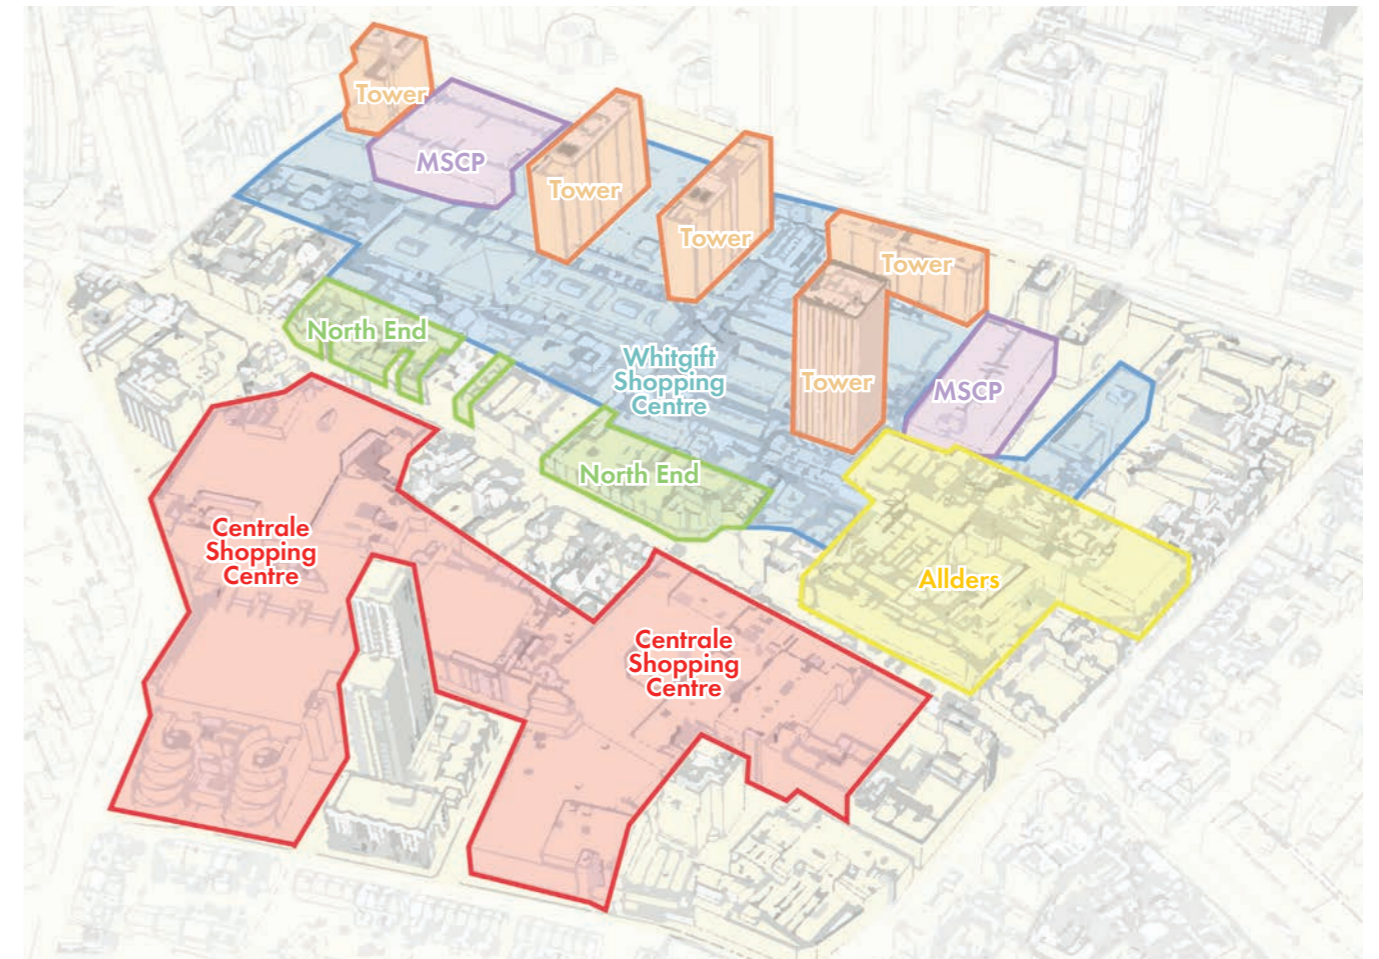 Tower
MSCP
Tower
Tower
Tower
North End
Whitgift
Shopping
Centre
Tower
MSCP
North End
Centrale
Shopping
Centre
Allders
Centrale
Shopping
Centre